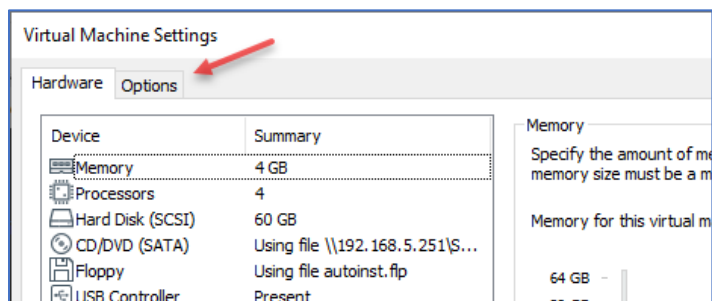 Virtual Machine Settings
Hardware Options
Device Summary
Memory 4 GB
Processors 4
Hard Disk (SCSI) 60 GB
CD/DVD (SATA) Using file \\192.168.5.251\S...
Floppy Using file autoinst.flp
USB Controller Present
Memory
Specify the amount of me
memory size must be a m
Memory for this virtual m
64 GB